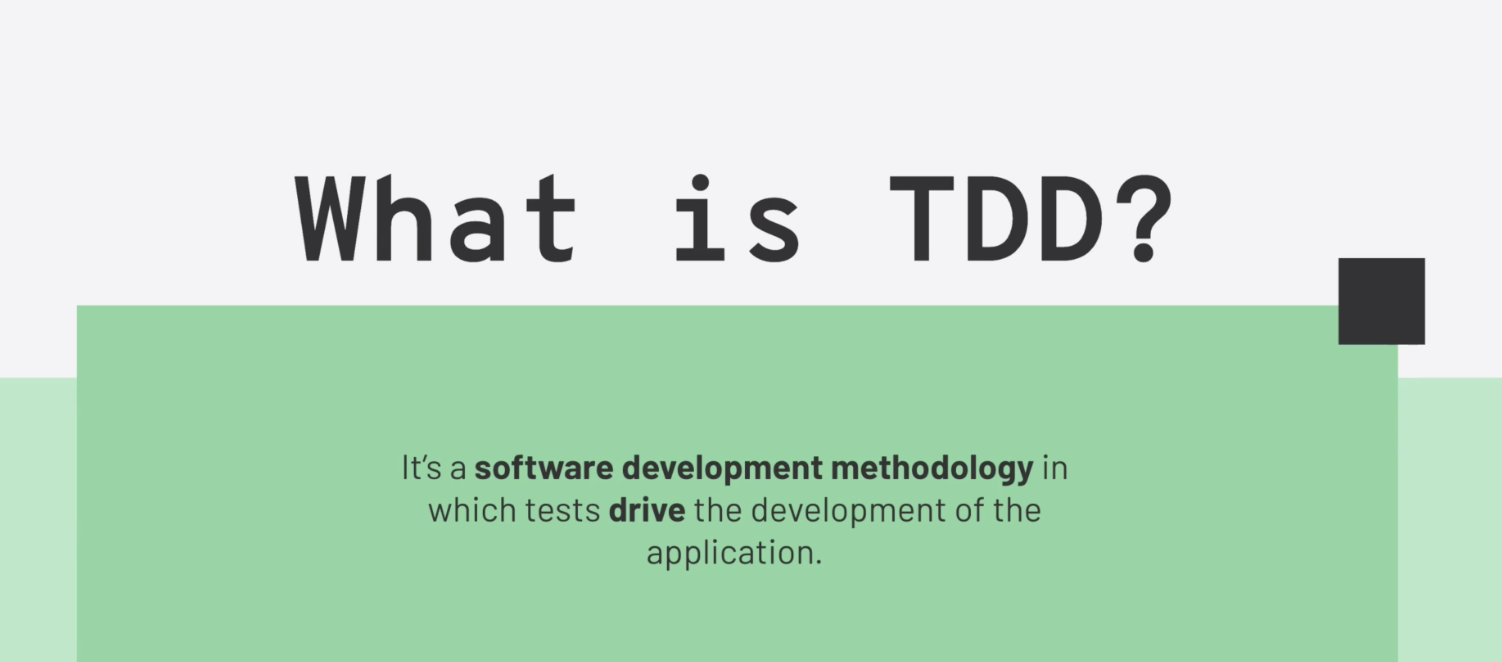 What is TDD?
It’s a software development methodology in
which tests drive the development of the
application.